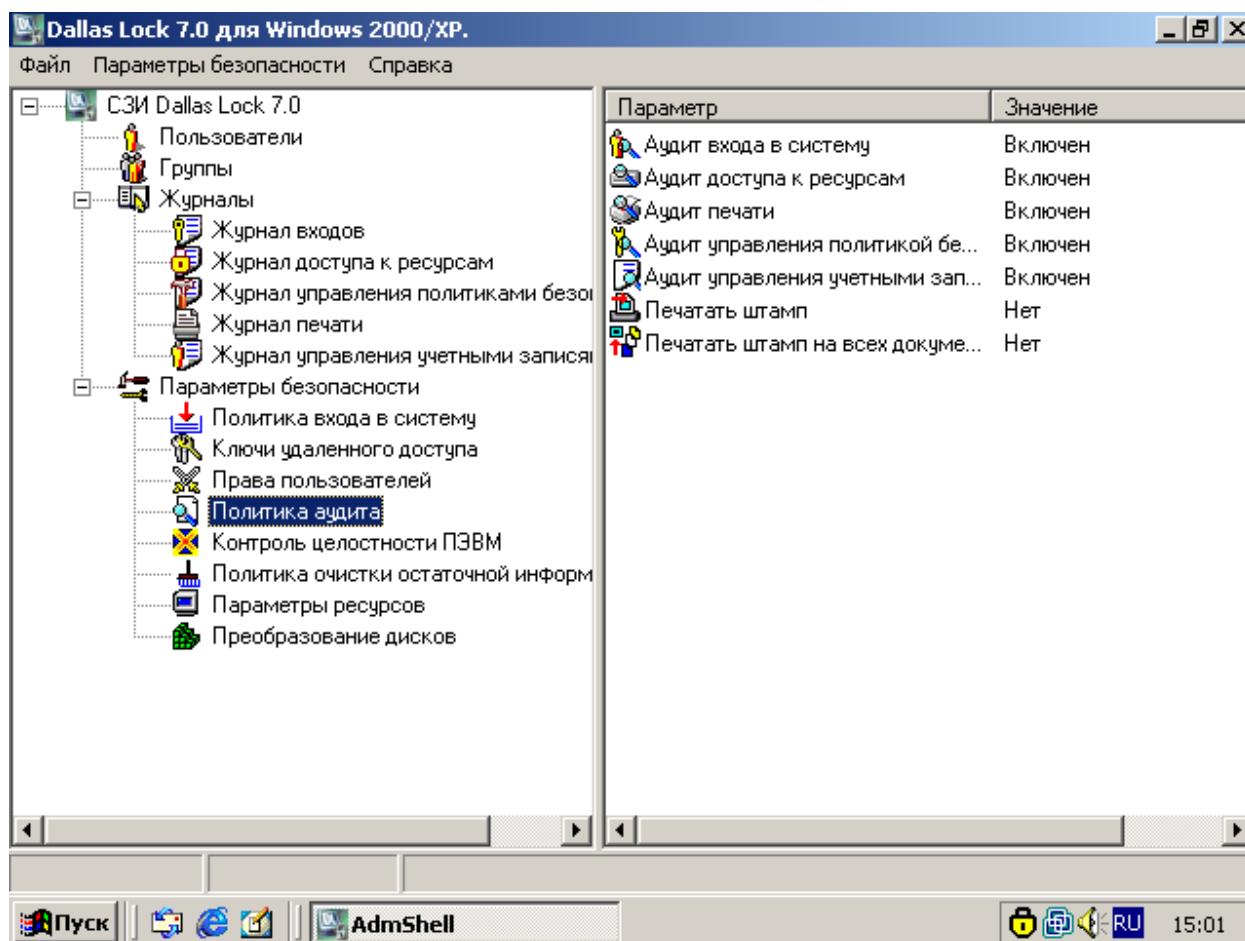 Dallas Lock 7.0 для Windows 2000/XP.
Файл Параметры безопасности Справка
СЗИ Dallas Lock 7.0
Пользователи
Группы
Журналы
Журнал входов
Журнал доступа к ресурсам
Журнал управления политиками безо
Журнал печати
Журнал управления учетными запися
Параметры безопасности
Политика входа в систему
Ключи удаленного доступа
Права пользователей
Политика аудита
Контроль целостности ПЭВМ
Политика очистки остаточной информ
Параметры ресурсов
Преобразование дисков
Параметр Значение
Аудит входа в систему Включен
Аудит доступа к ресурсам Включен
Аудит печати Включен
Аудит управления политикой бе... Включен
Аудит управления учетными зап... Включен
Печатать штамп Нет
Печатать штамп на всех докуме... Нет
Пуск AdmShell RU 15:01